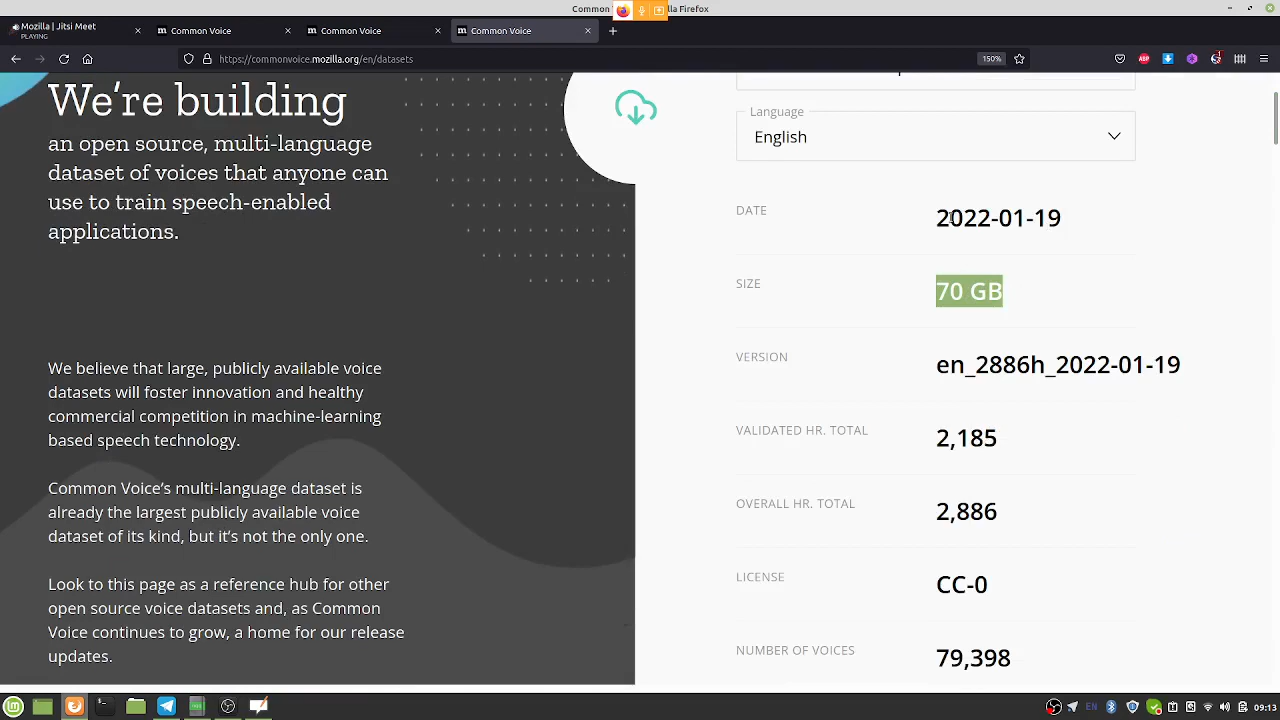 Common
lla Firefox
Mozilla | Jitsi Meet
PLAYING
Common Voice
Common Voice
Common Voice
https://commonvoice.mozilla.org/en/datasets
150%
We're building
an open source, multi-language
dataset of voices that anyone can
use to train speech-enabled
applications.
We believe that large, publicly available voice
datasets will foster innovation and healthy
commercial competition in machine-learning
based speech technology.
Common Voice's multi-language dataset is
already the largest publicly available voice
dataset of its kind, but it's not the only one.
Look to this page as a reference hub for other
open source voice datasets and, as Common
Voice continues to grow, a home for our release
updates.
Language
English
DATE
2022-01-19
SIZE
70 GB
VERSION
en_2886h_2022-01-19
VALIDATED HR. TOTAL
2,185
OVERALL HR. TOTAL
2,886
LICENSE
CC-0
NUMBER OF VOICES
79,398
EN
09:13